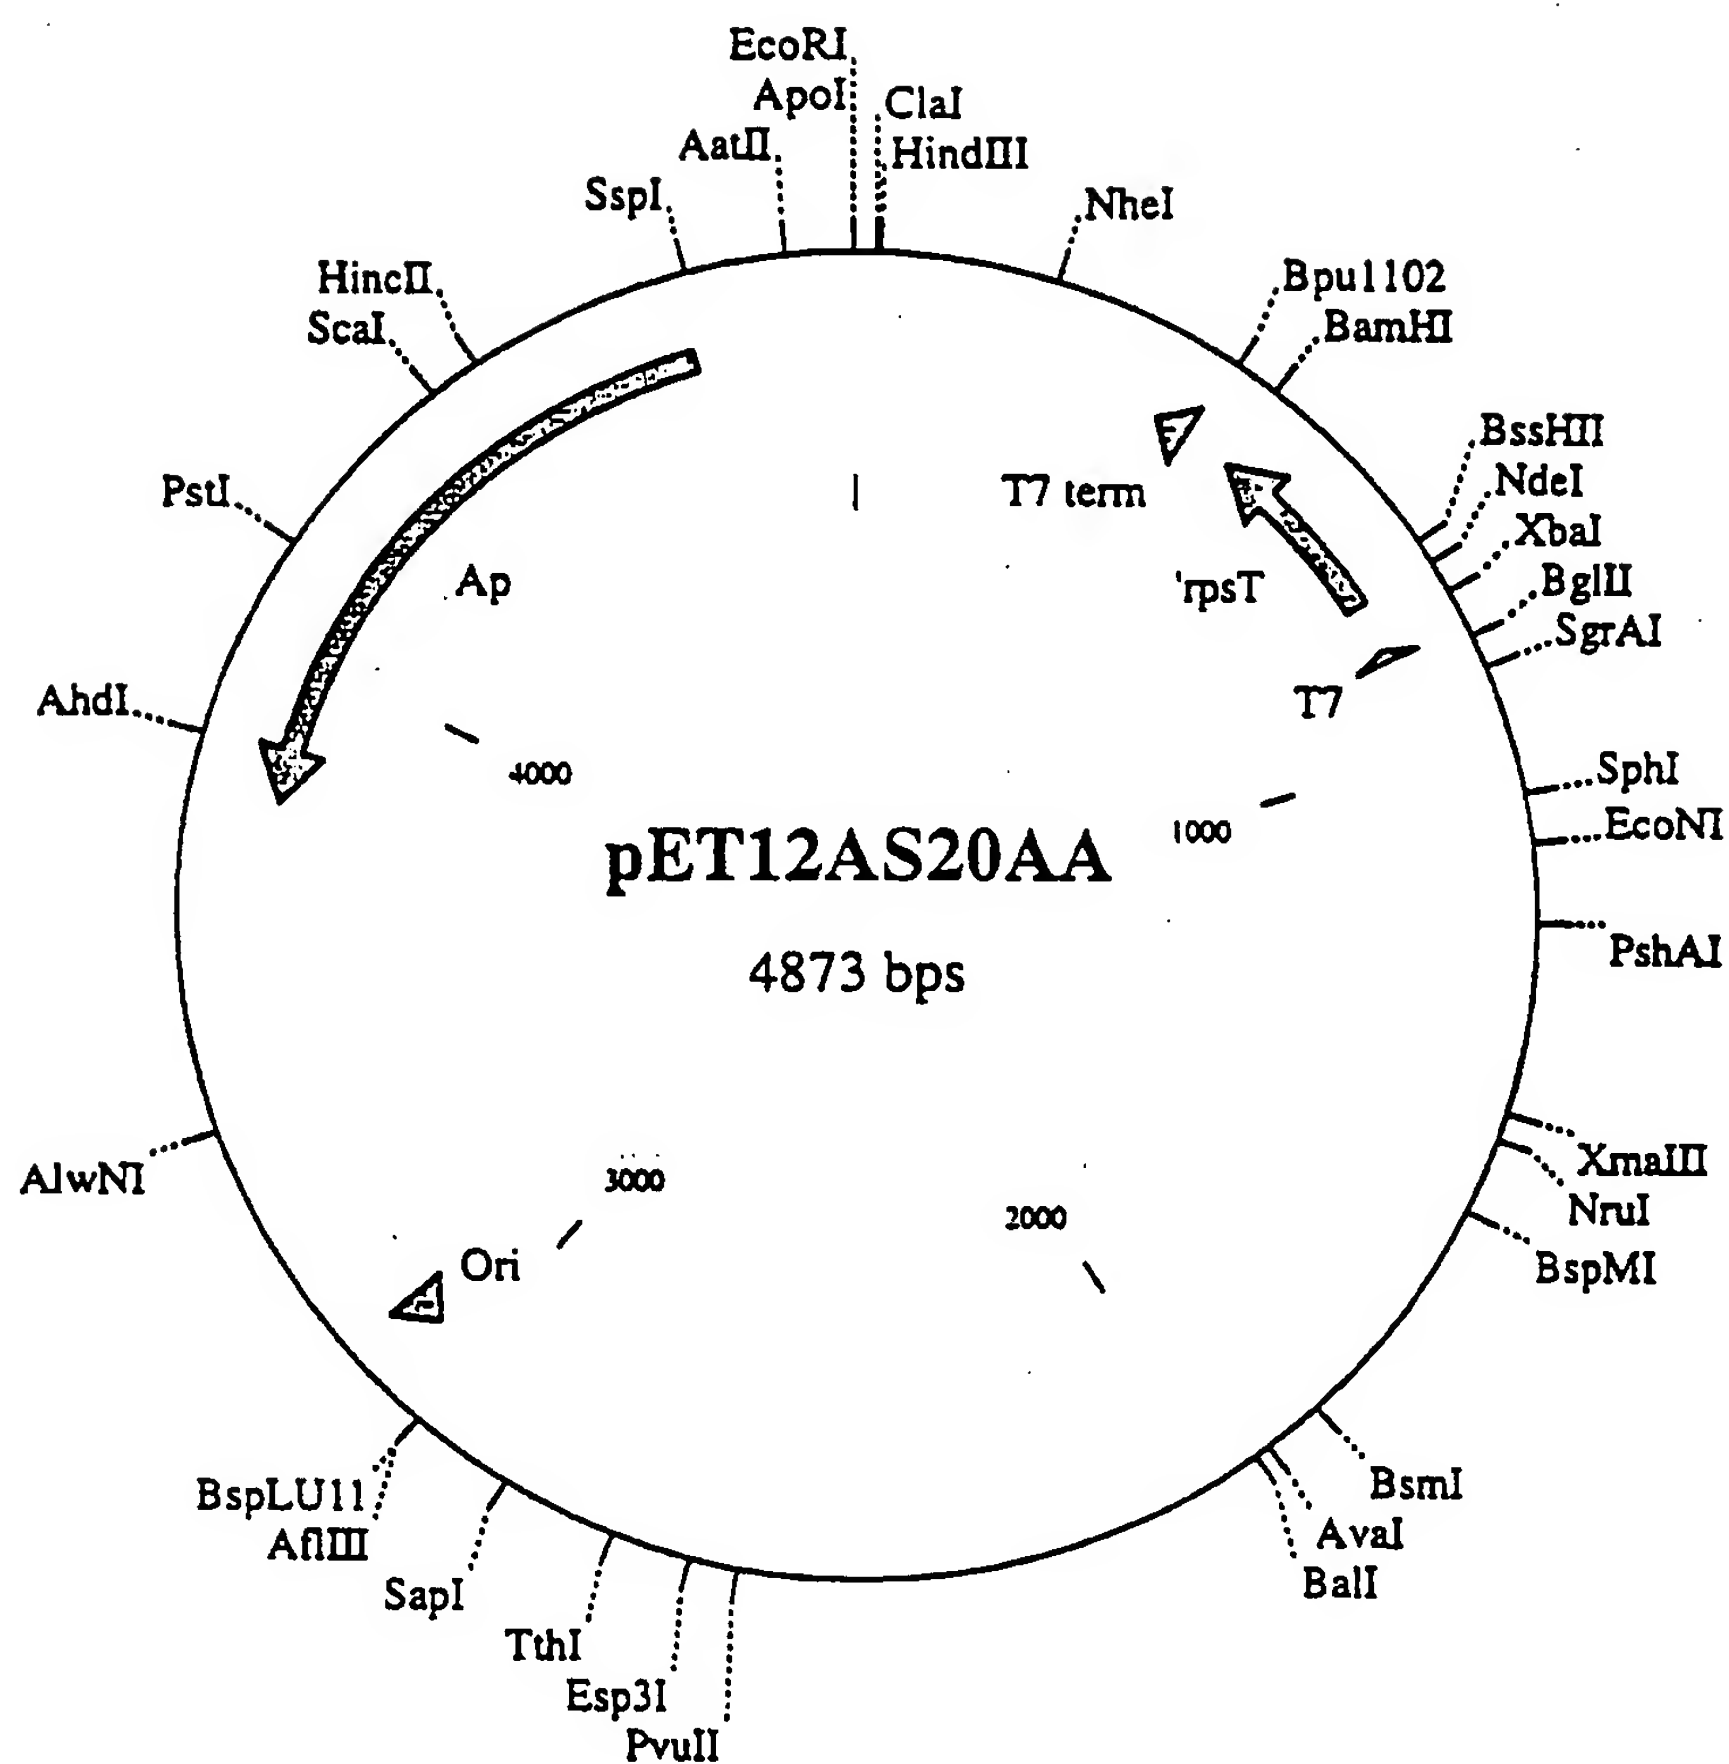 EcoRI
ApoI
ClaI
AatII
HindIII
SspI
NheI
HincII
Bpu1102
ScaI
BamHI
BssHII
PstI
T7 term
NdeI
XbaI
Ap
'rpsT
BglII
SgrAI
AhdI
T7
4000
SphI
1000
EcoNI
pET12AS20AA
PshAI
4873 bps
AlwNI
3000
XmaIII
2000
NruI
Ori
BspMI
BspLU11
BsmI
AflIII
AvaI
SapI
BalI
TthI
Esp3I
PvuII